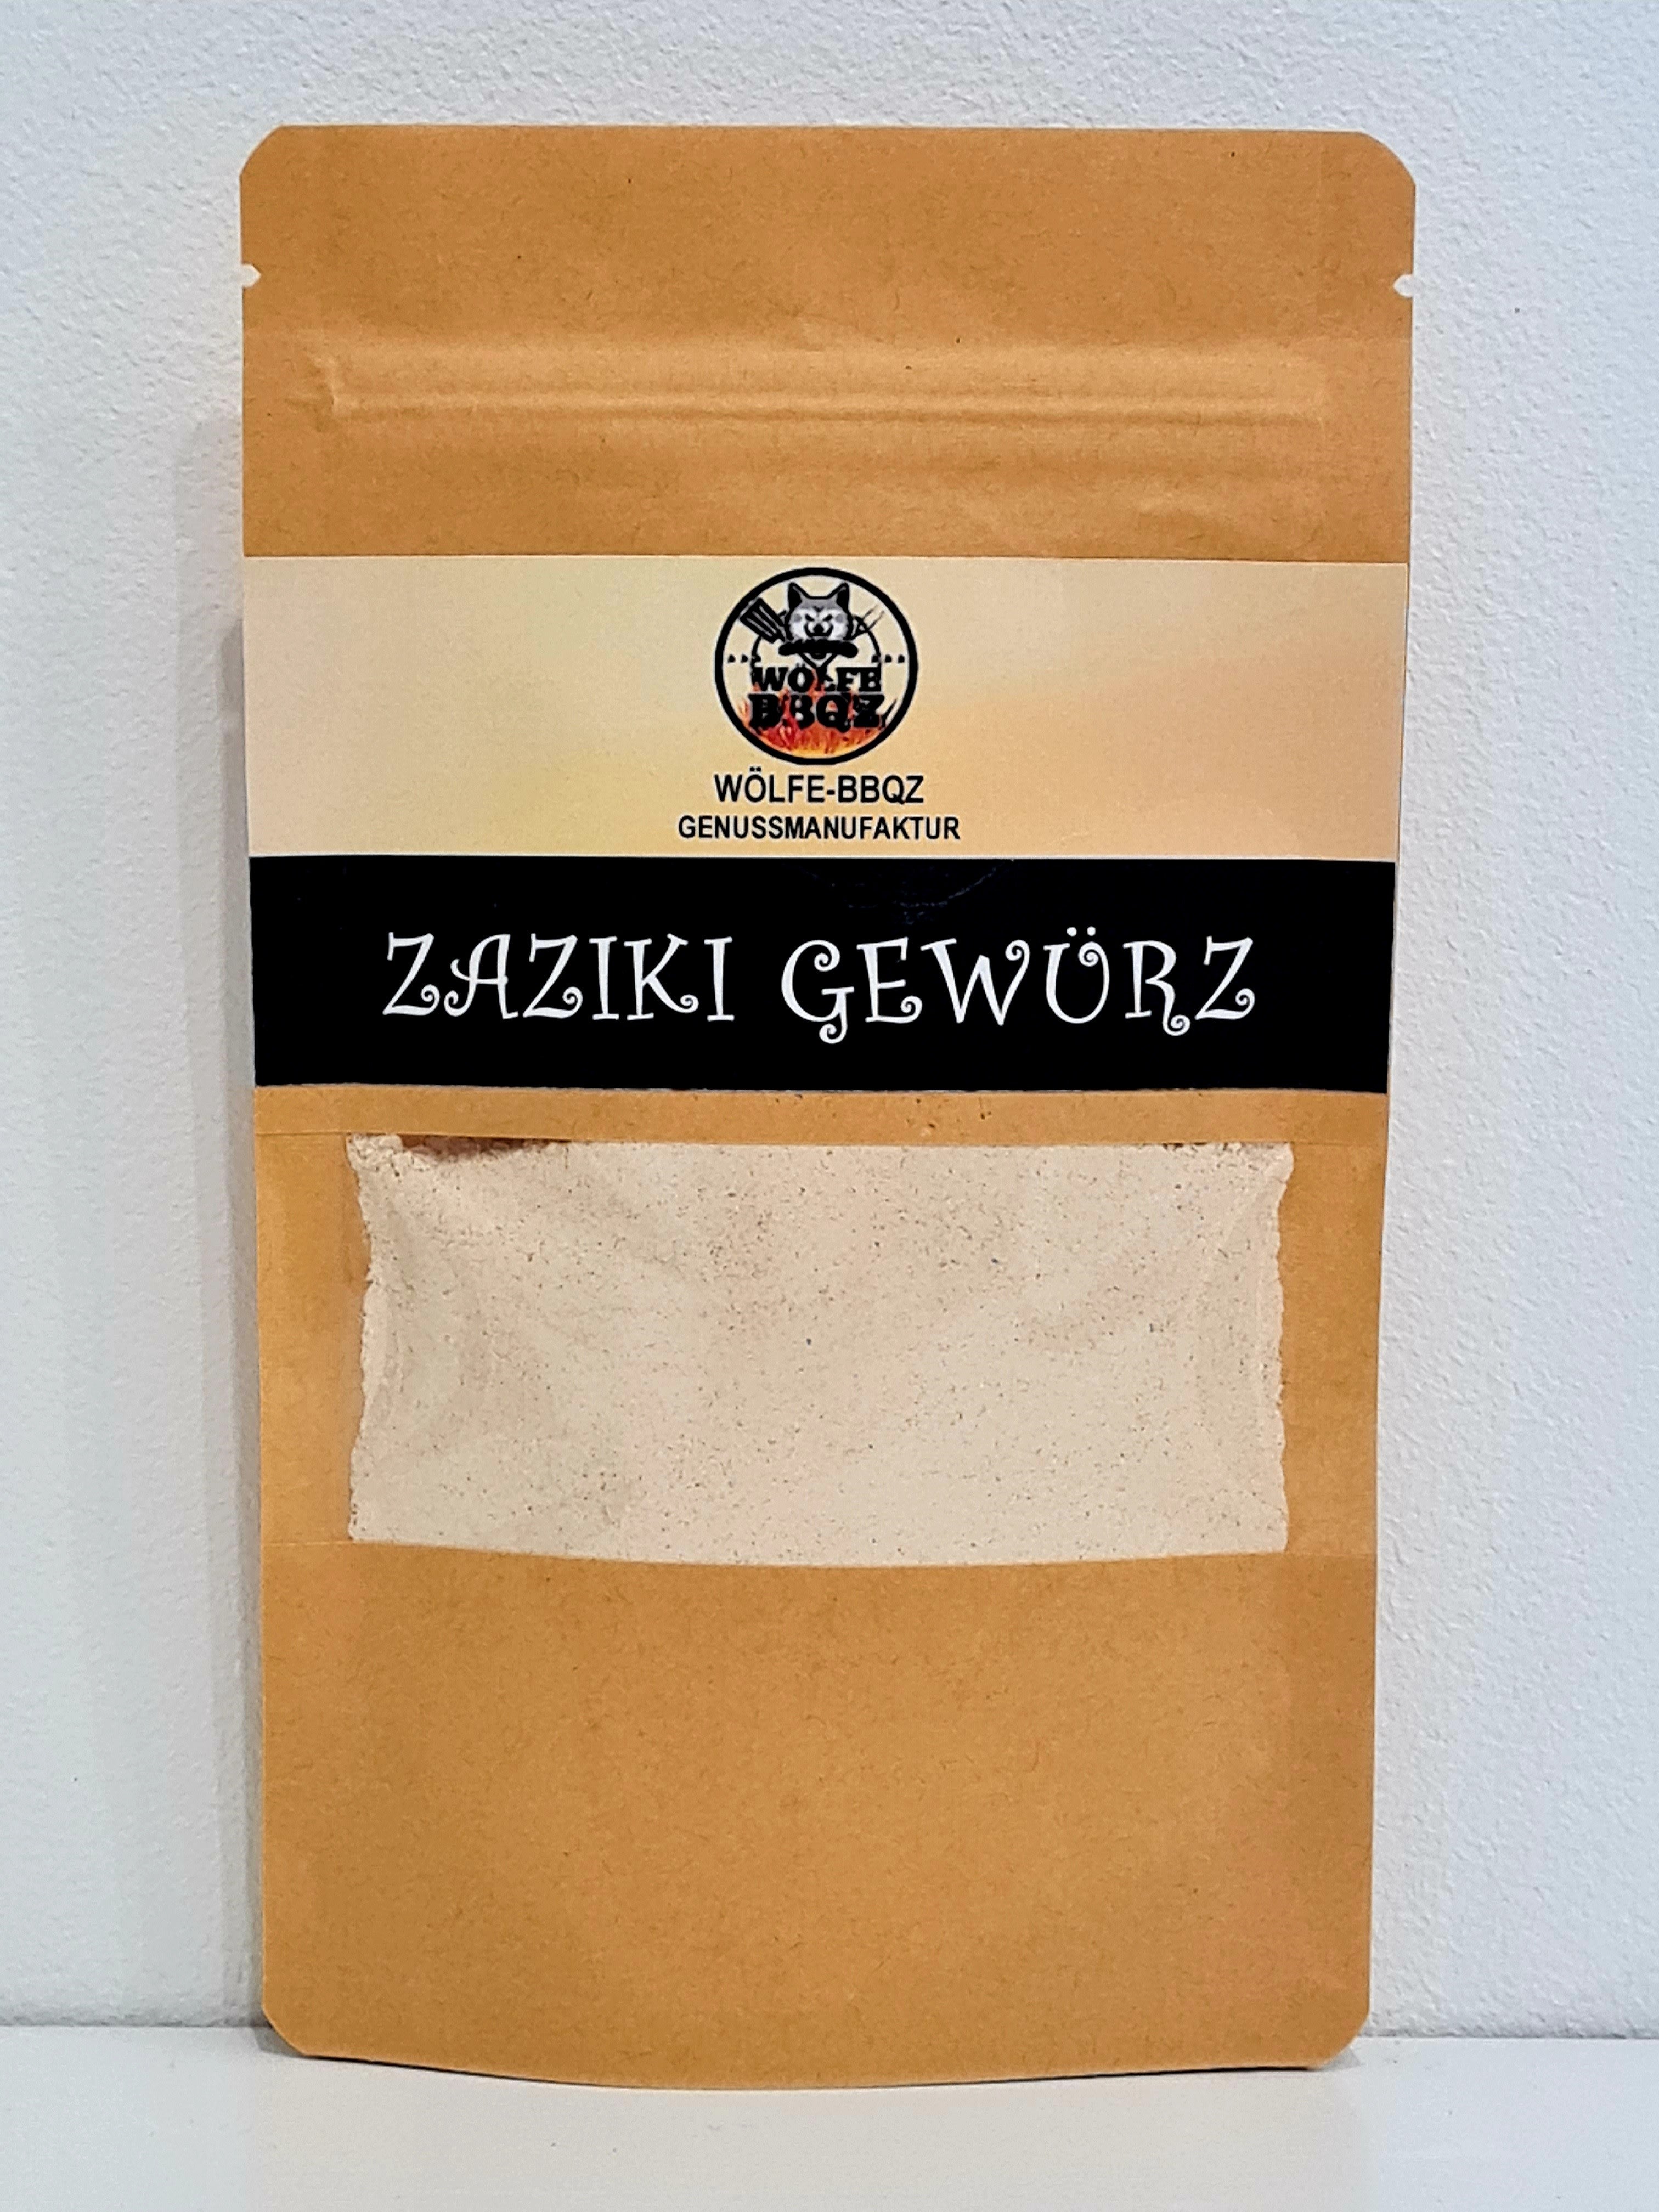 WÖLFE
BBQZ
WÖLFE-BBQZ
GENUSSMANUFAKTUR
ZAZIKI GEWÜRZ